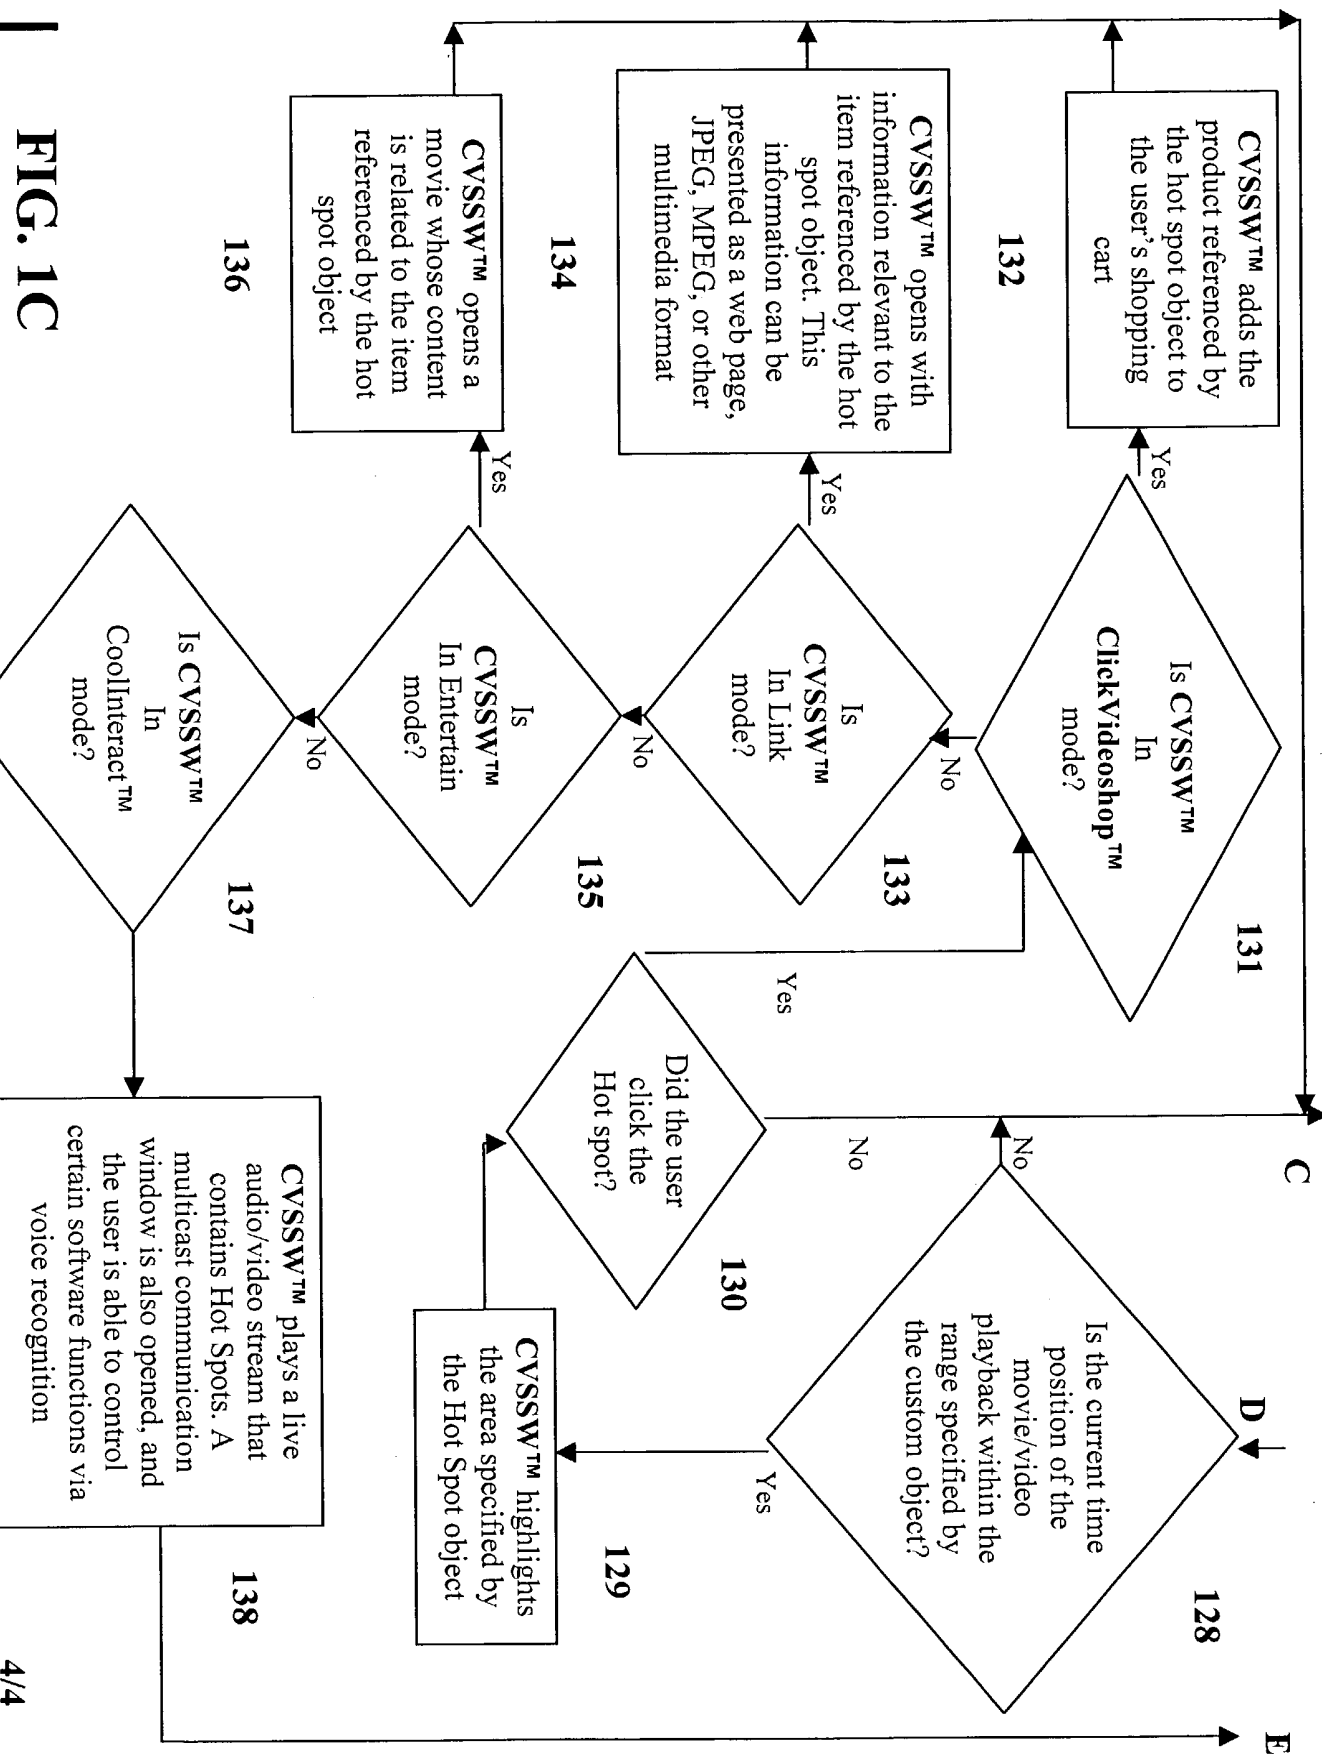 D
C
E
Is the current time
position of the
movie/video
playback within the
range specified by
the custom object?
128
No
Yes
CVSSW™ highlights
the area specified by
the Hot Spot object
129
Did the user
click the
Hot spot?
130
No
Yes
Is CVSSW™
In
ClickVideoshop™
mode?
131
Yes
No
CVSSW™ adds the
product referenced by
the hot spot object to
the user's shopping
cart
132
Is
CVSSW™
In Link
mode?
133
Yes
No
CVSSW™ opens with
information relevant to the
item referenced by the hot
spot object. This
information can be
presented as a web page,
JPEG, MPEG, or other
multimedia format
134
Is
CVSSW™
In Entertain
mode?
135
Yes
No
CVSSW™ opens a
movie whose content
is related to the item
referenced by the hot
spot object
136
Is CVSSW™
In
CoolInteract™
mode?
137
CVSSW™ plays a live
audio/video stream that
contains Hot Spots. A
multicast communication
window is also opened, and
the user is able to control
certain software functions via
voice recognition
138
FIG. 1C
4/4